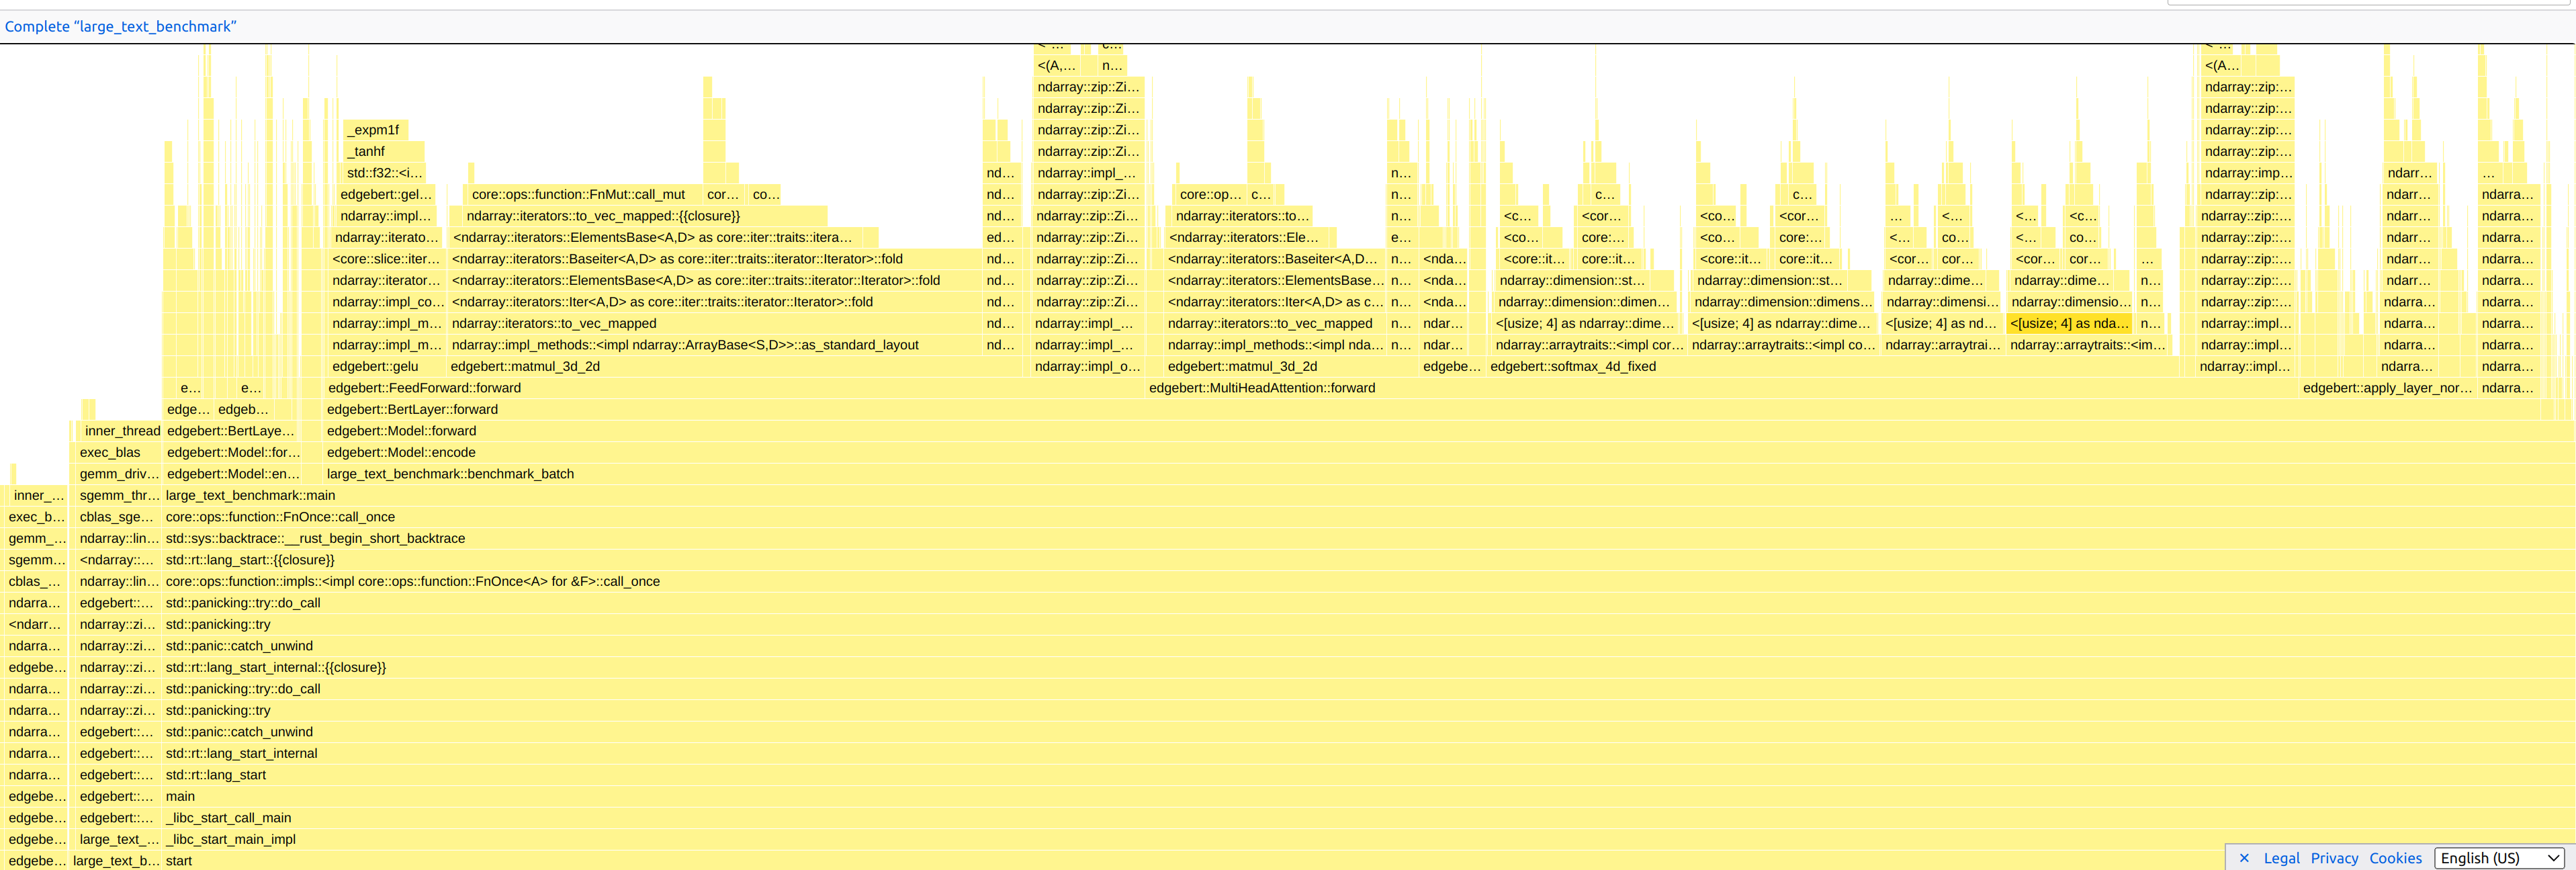 Complete “large_text_benchmark”
<(A,… n… <(A…
ndarray::zip::Zi… ndarray::zip:…
ndarray::zip::Zi… ndarray::zip:…
_expm1f ndarray::zip::Zi… ndarray::zip:…
_tanhf ndarray::zip::Zi… ndarray::zip:…
std::f32::<i… nd… ndarray::impl_… n… ndarray::imp… ndarr… …
edgebert::gel… core::ops::function::FnMut::call_mut cor… co… nd… ndarray::zip::Zi… core::op… c… n… c… c… ndarray::zip:… ndarr… ndarra…
ndarray::impl… ndarray::iterators::to_vec_mapped::{{closure}} nd… ndarray::zip::Zi… ndarray::iterators::to… n… <c… <cor… <co… <cor… … <… <… <c… ndarray::zip::… ndarr… ndarra…
ndarray::iterato… <ndarray::iterators::ElementsBase<A,D> as core::iter::traits::itera… ed… ndarray::zip::Zi… <ndarray::iterators::Ele… e… <co… core:… <co… core:… <… co… <… co… ndarray::zip::… ndarr… ndarra…
<core::slice::iter… <ndarray::iterators::Baseiter<A,D> as core::iter::traits::iterator::Iterator>::fold nd… ndarray::zip::Zi… <ndarray::iterators::Baseiter<A,D… n… <nda… <core::it… core::it… <core::it… core::it… <cor… cor… <cor… cor… … ndarray::zip::… ndarr… ndarra…
ndarray::iterator… <ndarray::iterators::ElementsBase<A,D> as core::iter::traits::iterator::Iterator>::fold nd… ndarray::zip::Zi… <ndarray::iterators::ElementsBase… n… <nda… ndarray::dimension::st… ndarray::dimension::st… ndarray::dime… ndarray::dime… n… ndarray::zip::… ndarr… ndarra…
ndarray::impl_co… <ndarray::iterators::Iter<A,D> as core::iter::traits::iterator::Iterator>::fold nd… ndarray::zip::Zi… <ndarray::iterators::Iter<A,D> as c… n… <nda… ndarray::dimension::dimen… ndarray::dimension::dimens… ndarray::dimensi… ndarray::dimensio… n… ndarray::zip::… ndarra… ndarra…
ndarray::impl_m… ndarray::iterators::to_vec_mapped nd… ndarray::impl_… ndarray::iterators::to_vec_mapped n… ndar… <[usize; 4] as ndarray::dime… <[usize; 4] as ndarray::dime… <[usize; 4] as nd… <[usize; 4] as nda… n… ndarray::impl… ndarra… ndarra…
ndarray::impl_m… ndarray::impl_methods::<impl ndarray::ArrayBase<S,D>>::as_standard_layout nd… ndarray::impl_… ndarray::impl_methods::<impl nda… n… ndar… ndarray::arraytraits::<impl cor… ndarray::arraytraits::<impl co… ndarray::arraytrai… ndarray::arraytraits::<im… ndarray::impl… ndarra… ndarra…
edgebert::gelu edgebert::matmul_3d_2d ndarray::impl_o… edgebert::matmul_3d_2d edgebe… edgebert::softmax_4d_fixed ndarray::impl… ndarra… ndarra…
e… e… edgebert::FeedForward::forward edgebert::MultiHeadAttention::forward edgebert::apply_layer_nor… ndarra…
edge… edgeb… edgebert::BertLayer::forward
inner_thread edgebert::BertLaye… edgebert::Model::forward
exec_blas edgebert::Model::for… edgebert::Model::encode
gemm_driv… edgebert::Model::en… large_text_benchmark::benchmark_batch
inner_… sgemm_thr… large_text_benchmark::main
exec_b… cblas_sge… core::ops::function::FnOnce::call_once
gemm_… ndarray::lin… std::sys::backtrace::__rust_begin_short_backtrace
sgemm… <ndarray::… std::rt::lang_start::{{closure}}
cblas_… ndarray::lin… core::ops::function::impls::<impl core::ops::function::FnOnce<A> for &F>::call_once
ndarra… edgebert::… std::panicking::try::do_call
<ndarr… ndarray::zi… std::panicking::try
ndarra… ndarray::zi… std::panic::catch_unwind
edgebe… ndarray::zi… std::rt::lang_start_internal::{{closure}}
ndarra… ndarray::zi… std::panicking::try::do_call
ndarra… ndarray::zi… std::panicking::try
ndarra… edgebert::… std::panic::catch_unwind
ndarra… edgebert::… std::rt::lang_start_internal
ndarra… edgebert::… std::rt::lang_start
edgebe… edgebert::… main
edgebe… edgebert::… _libc_start_call_main
edgebe… large_text_… _libc_start_main_impl
edgebe… large_text_b… start
✕ Legal Privacy Cookies English (US)